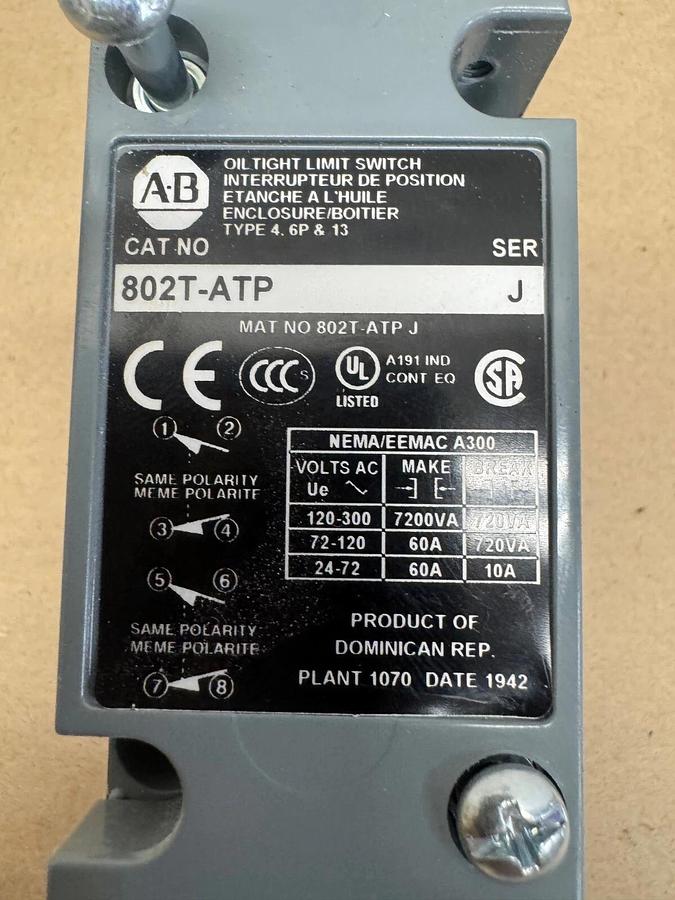 A·B
OILTIGHT LIMIT SWITCH
INTERRUPTEUR DE POSITION
ETANCHE A L'HUILE
ENCLOSURE/BOITIER
TYPE 4, 6P & 13
CAT NO SER
802T-ATP J
MAT NO 802T-ATP J
CE CCC S UL LISTED A191 IND CONT EQ SA
1 2
SAME POLARITY
MEME POLARITE
3 4
5 6
SAME POLARITY
MEME POLARITE
7 8
NEMA/EEMAC A300
VOLTS AC MAKE BREAK
Ue
120-300 7200VA 720VA
72-120 60A 720VA
24-72 60A 10A
PRODUCT OF
DOMINICAN REP.
PLANT 1070 DATE 1942